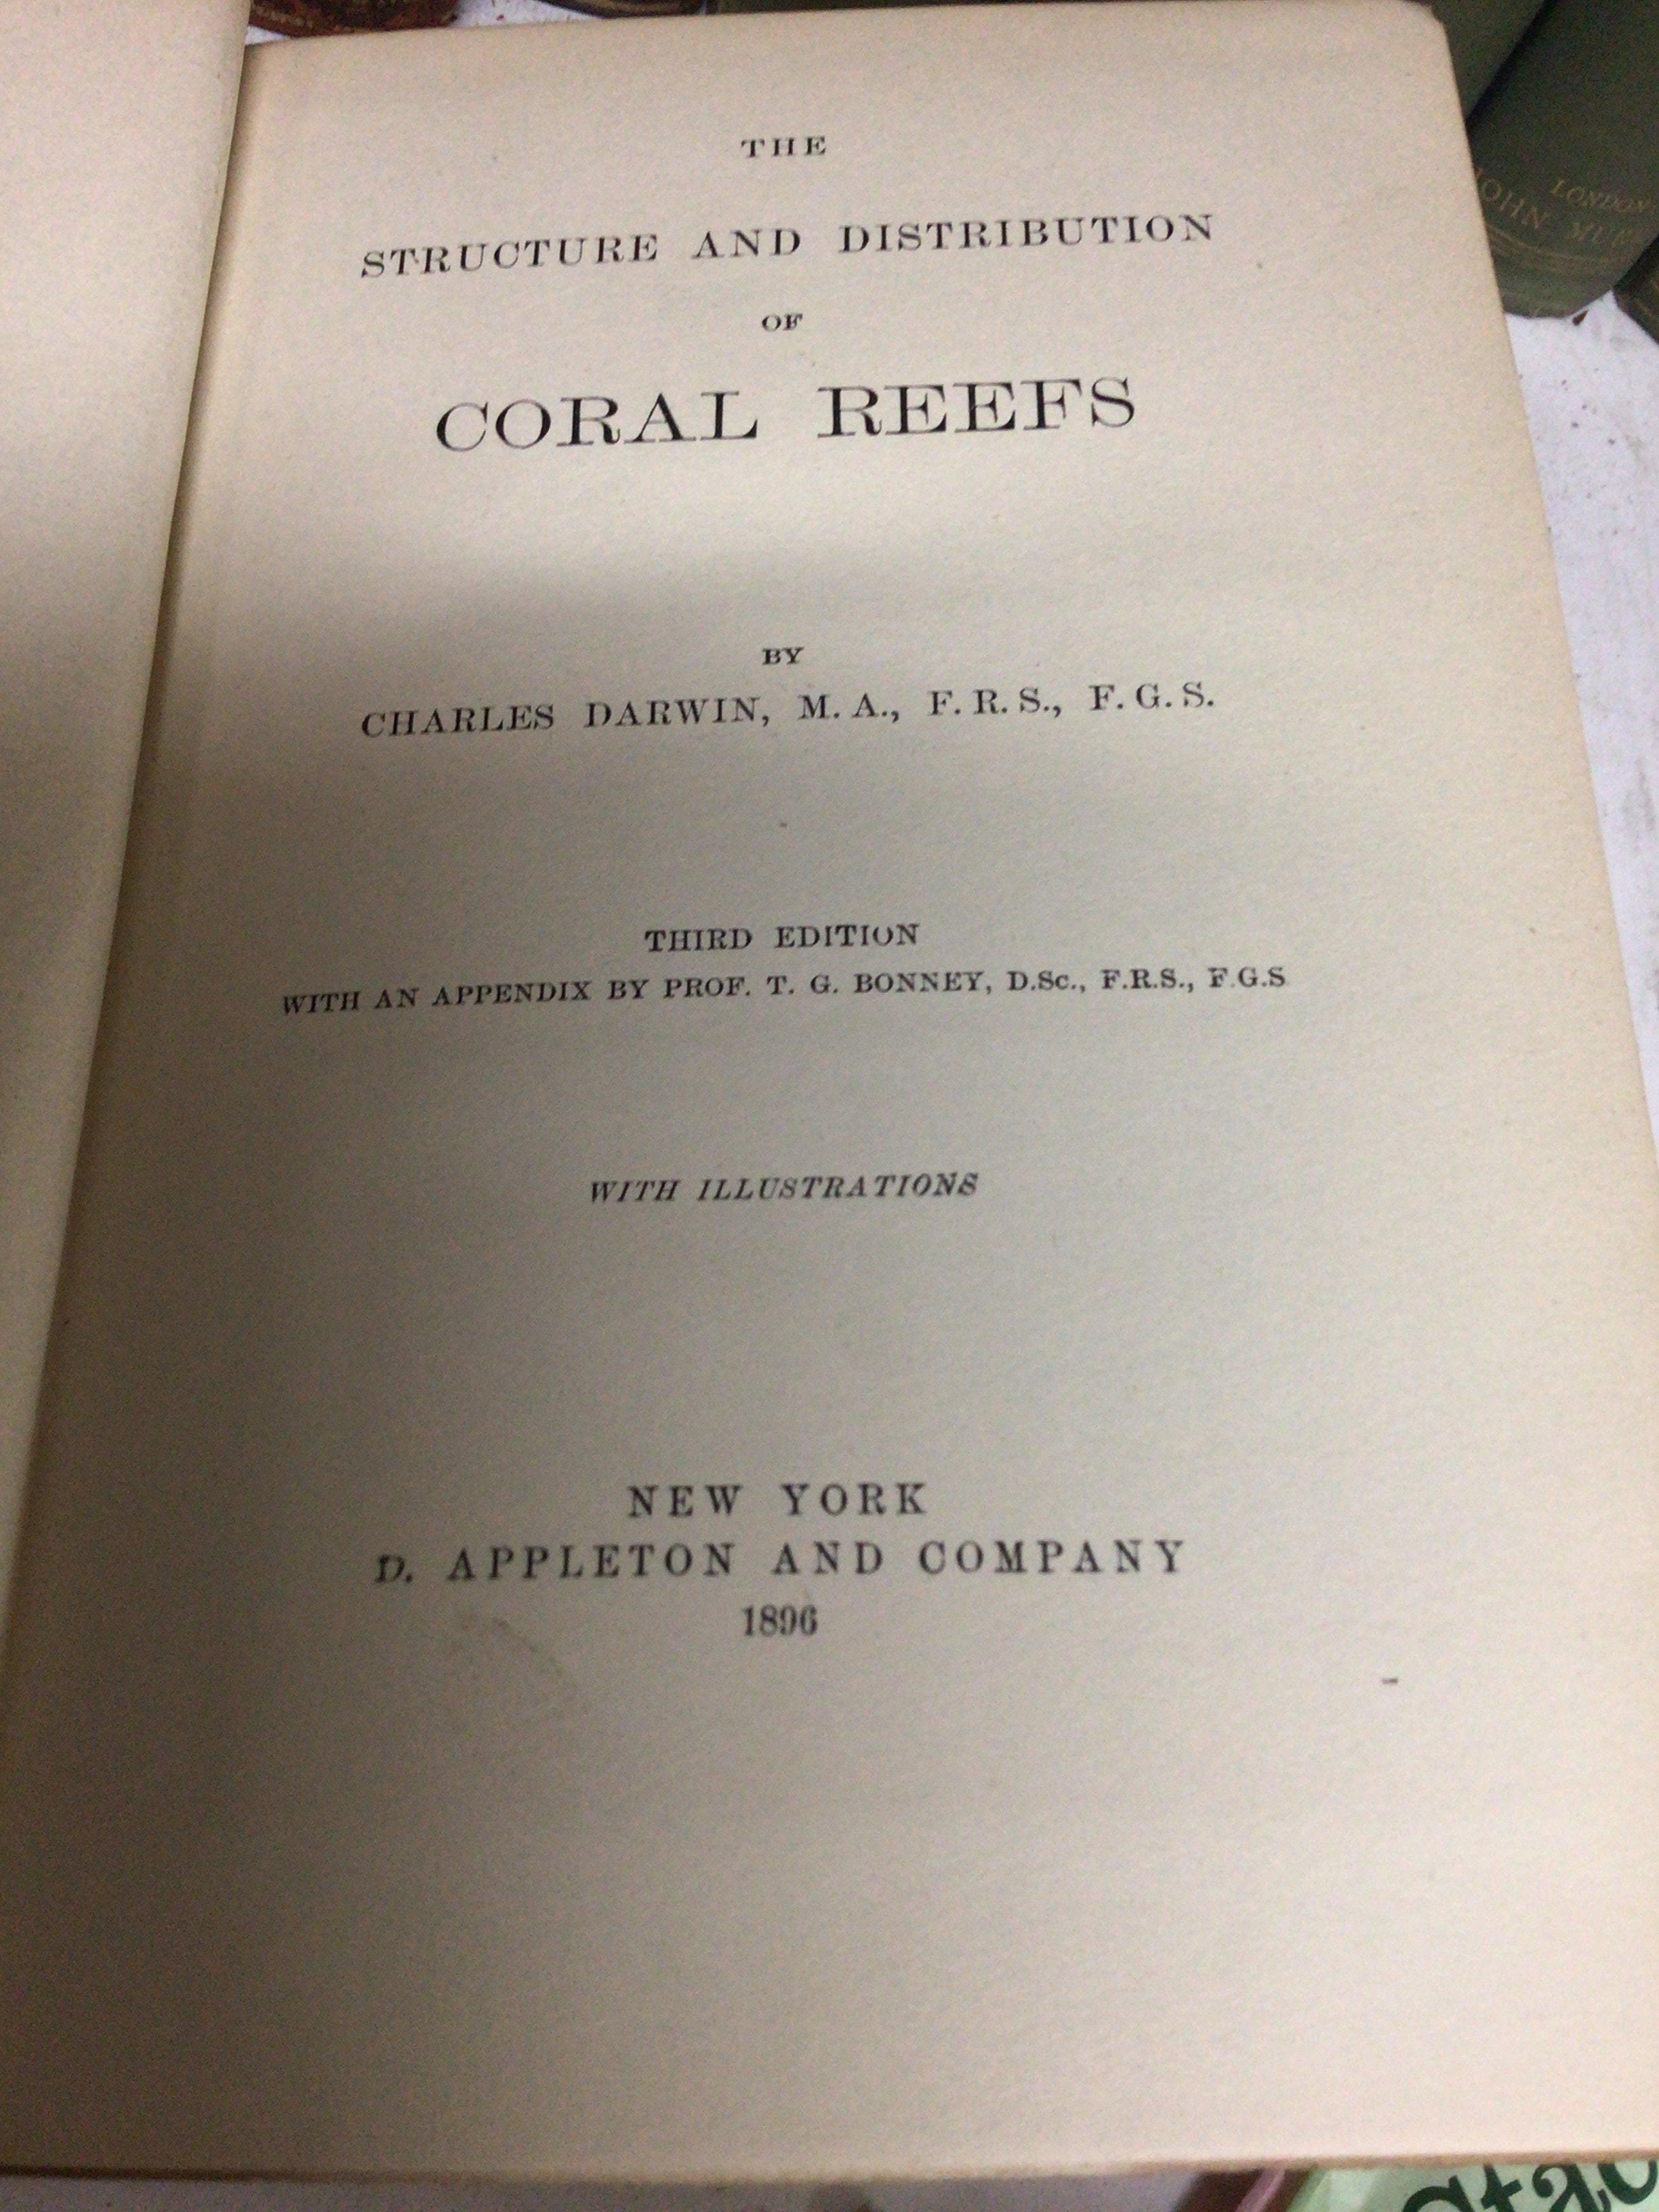 THE
STRUCTURE AND DISTRIBUTION
OF
CORAL REEFS
BY
CHARLES DARWIN, M. A., F. R. S., F. G. S.
THIRD EDITION
WITH AN APPENDIX BY PROF. T. G. BONNEY, D.Sc., F.R.S., F.G.S
WITH ILLUSTRATIONS
NEW YORK
D. APPLETON AND COMPANY
1896
LONDON
JOHN